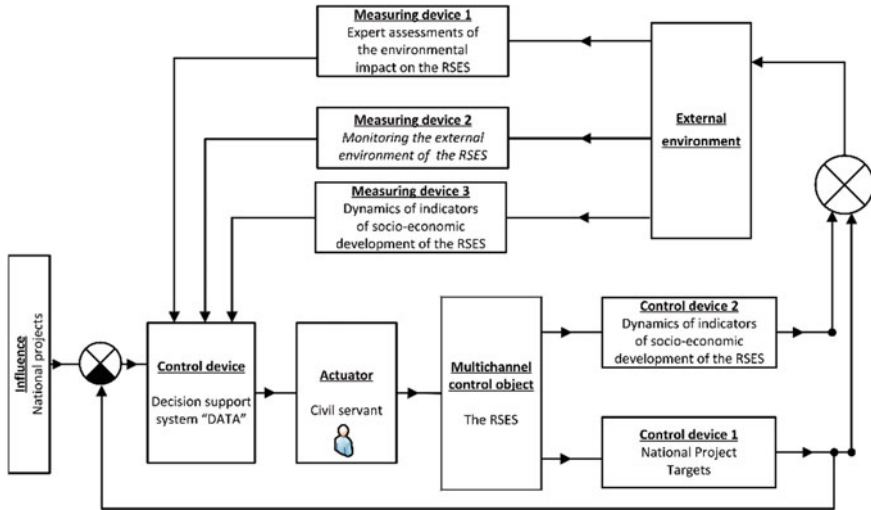 Measuring device 1
Expert assessments of
the environmental
impact on the RSES
Measuring device 2
Monitoring the external
environment of the RSES
Measuring device 3
Dynamics of indicators
of socio-economic
development of the RSES
External
environment
Influence
National projects
Control device
Decision support
system “DATA”
Actuator
Civil servant
Multichannel
control object
The RSES
Control device 2
Dynamics of indicators
of socio-economic
development of the RSES
Control device 1
National Project
Targets